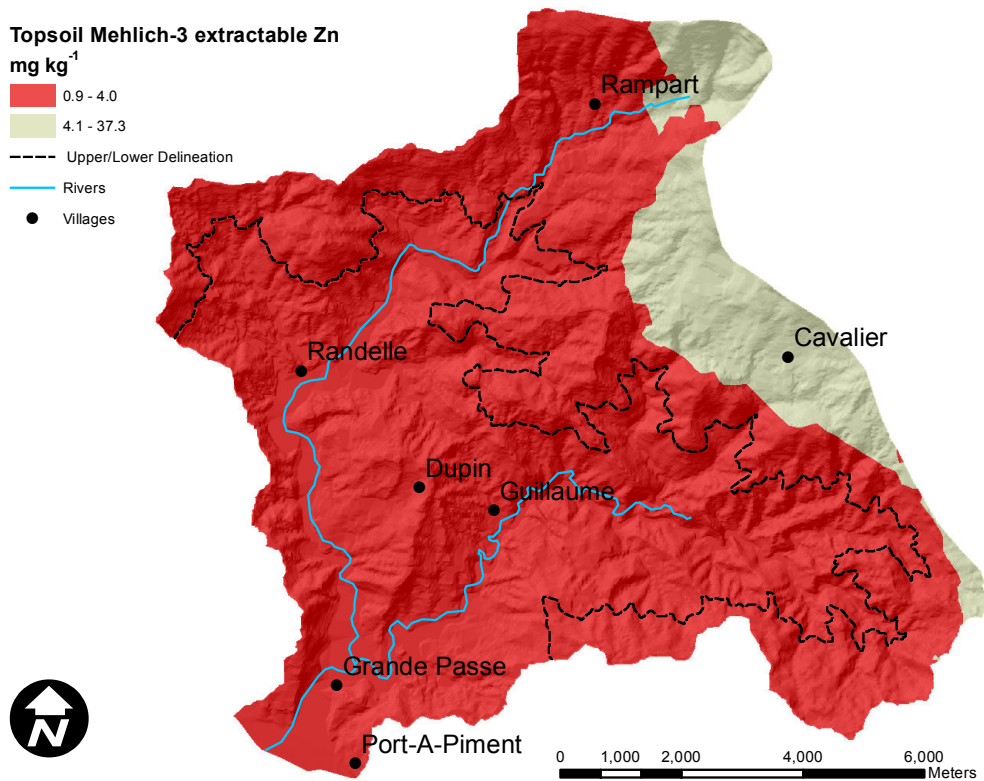 Topsoil Mehlich-3 extractable Zn
mg kg⁻¹
0.9 - 4.0
4.1 - 37.3
Upper/Lower Delineation
Rivers
Villages
Rampart
Cavalier
Randelle
Dupin
Guillaume
Grande Passe
Port-A-Piment
N
0 1,000 2,000 4,000 6,000
Meters